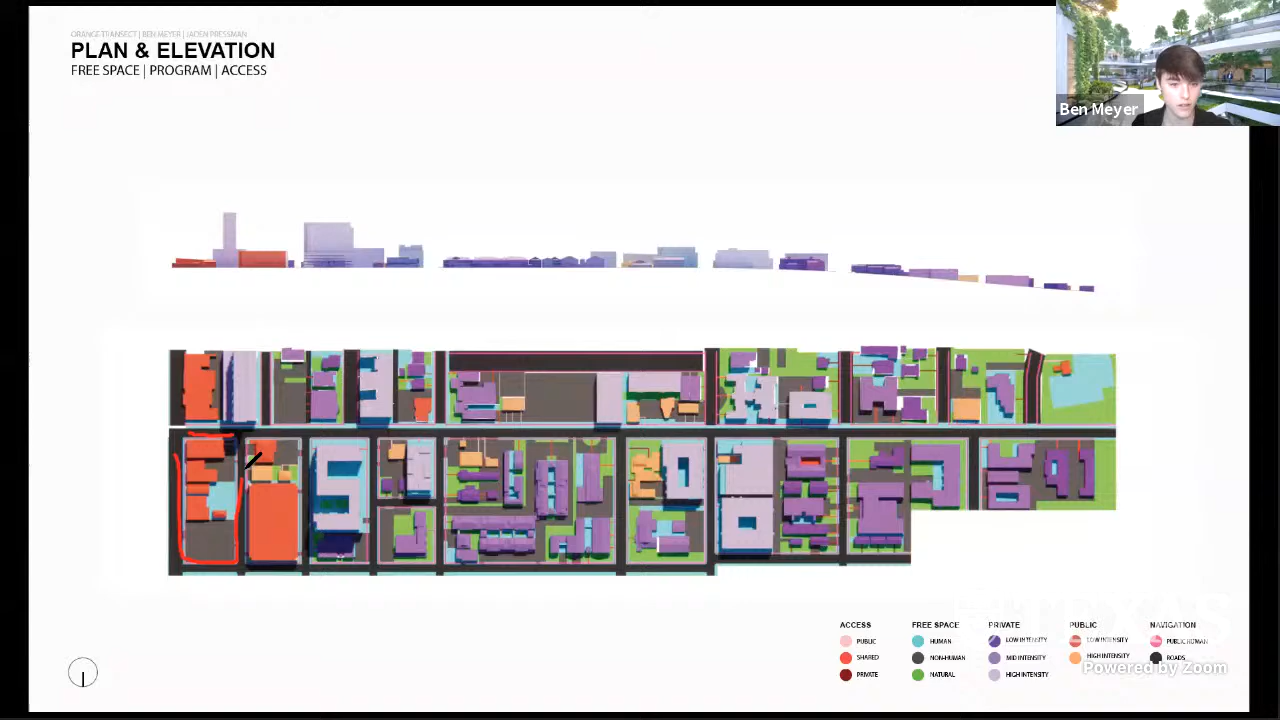 ORANGE TRANSECT | BEN MEYER | JADEN PRESSMAN
PLAN & ELEVATION
FREE SPACE | PROGRAM | ACCESS
Ben Meyer
TEXAS
ACCESS
PUBLIC
SHARED
PRIVATE
FREE SPACE
HUMAN
NON-HUMAN
NATURAL
PRIVATE
LOW INTENSITY
MID INTENSITY
HIGH INTENSITY
PUBLIC
LOW INTENSITY
HIGH INTENSITY
NAVIGATION
PUBLIC HUMAN
ROADS
Powered by Zoom